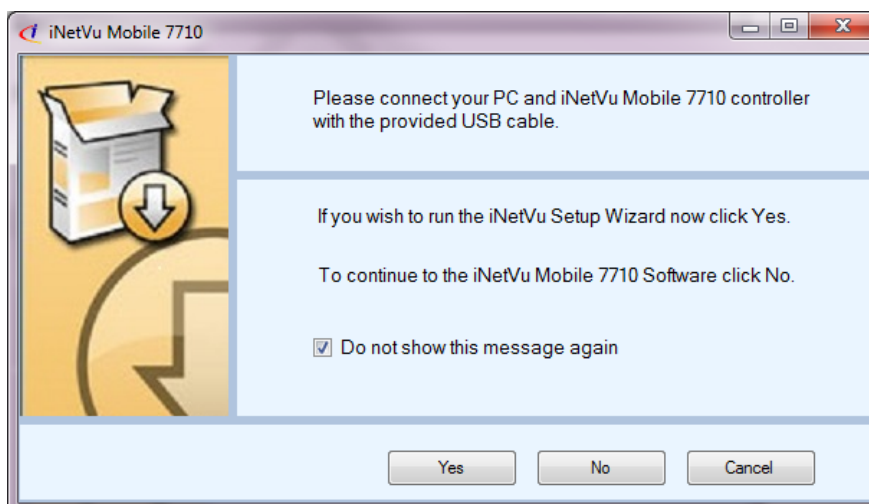 iNetVu Mobile 7710
Please connect your PC and iNetVu Mobile 7710 controller
with the provided USB cable.
If you wish to run the iNetVu Setup Wizard now click Yes.
To continue to the iNetVu Mobile 7710 Software click No.
Do not show this message again
Yes
No
Cancel